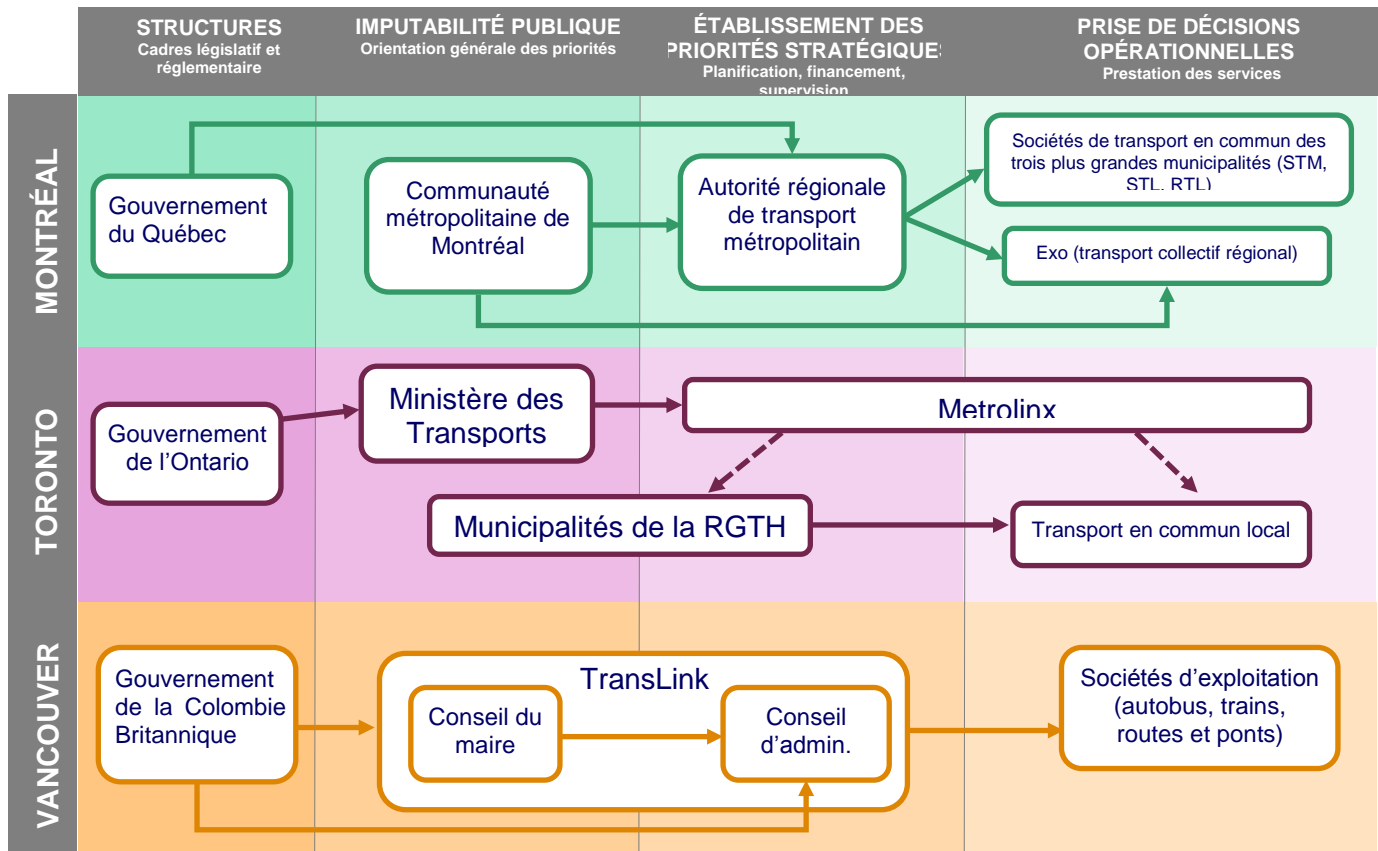 STRUCTURES
Cadres législatif et
réglementaire
IMPUTABILITÉ PUBLIQUE
Orientation générale des priorités
ÉTABLISSEMENT DES
PRIORITÉS STRATÉGIQUES
Planification, financement,
supervision
PRISE DE DÉCISIONS
OPÉRATIONNELLES
Prestation des services
MONTRÉAL
Gouvernement
du Québec
Communauté
métropolitaine de
Montréal
Autorité régionale
de transport
métropolitain
Sociétés de transport en commun des
trois plus grandes municipalités (STM,
STL, RTL)
Exo (transport collectif régional)
TORONTO
Gouvernement
de l’Ontario
Ministère des
Transports
Metrolinx
Municipalités de la RGTH
Transport en commun local
VANCOUVER
Gouvernement
de la Colombie
Britannique
TransLink
Conseil du
maire
Conseil
d’admin.
Sociétés d’exploitation
(autobus, trains,
routes et ponts)